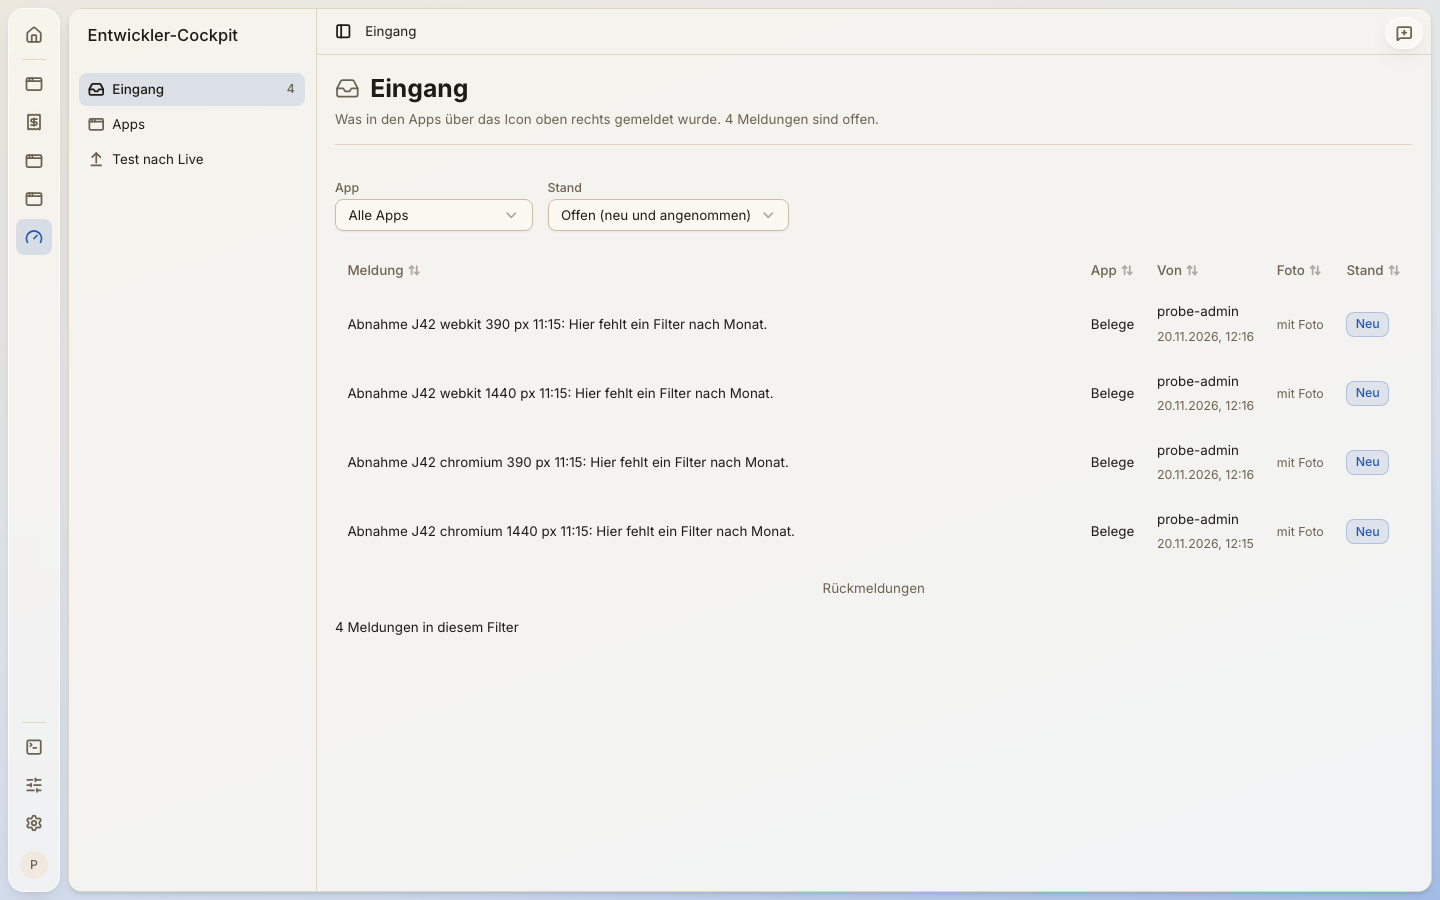 Entwickler-Cockpit
Eingang 4
Apps
Test nach Live
P
Eingang
Eingang
Was in den Apps über das Icon oben rechts gemeldet wurde. 4 Meldungen sind offen.
App Stand
Alle Apps Offen (neu und angenommen)
Meldung App Von Foto Stand
Abnahme J42 webkit 390 px 11:15: Hier fehlt ein Filter nach Monat. Belege probe-admin mit Foto Neu
20.11.2026, 12:16
Abnahme J42 webkit 1440 px 11:15: Hier fehlt ein Filter nach Monat. Belege probe-admin mit Foto Neu
20.11.2026, 12:16
Abnahme J42 chromium 390 px 11:15: Hier fehlt ein Filter nach Monat. Belege probe-admin mit Foto Neu
20.11.2026, 12:16
Abnahme J42 chromium 1440 px 11:15: Hier fehlt ein Filter nach Monat. Belege probe-admin mit Foto Neu
20.11.2026, 12:15
Rückmeldungen
4 Meldungen in diesem Filter